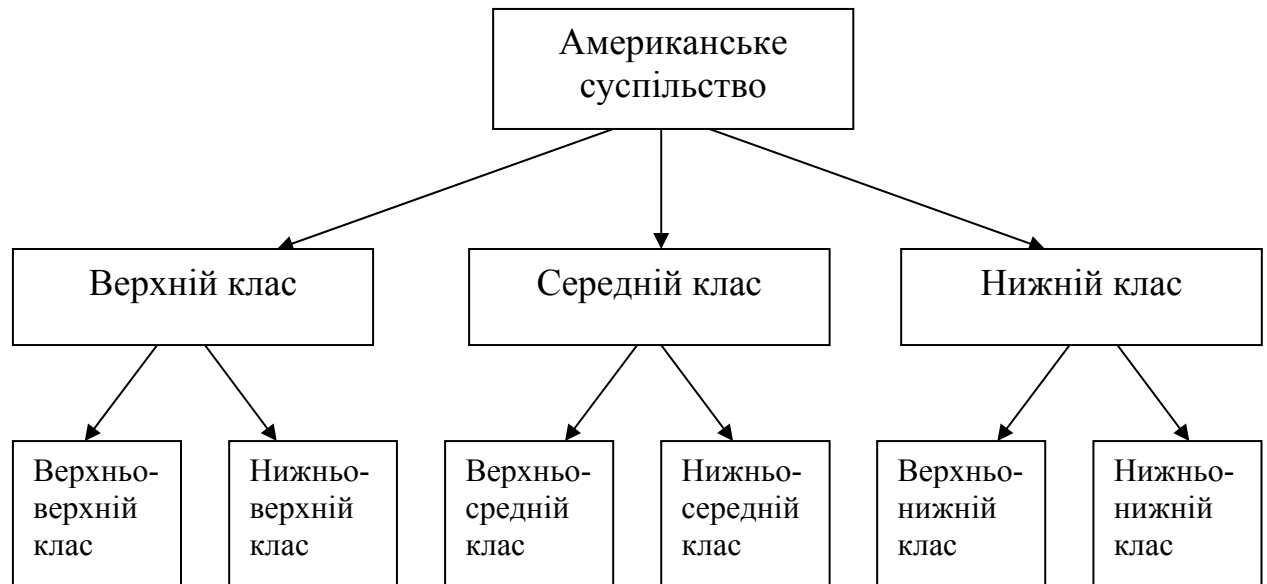 Американське
суспільство
Верхній клас
Середній клас
Нижній клас
Верхньо-
верхній
клас
Нижньо-
верхній
клас
Верхньо-
средній
клас
Нижньо-
середній
клас
Верхньо-
нижній
клас
Нижньо-
нижній
клас